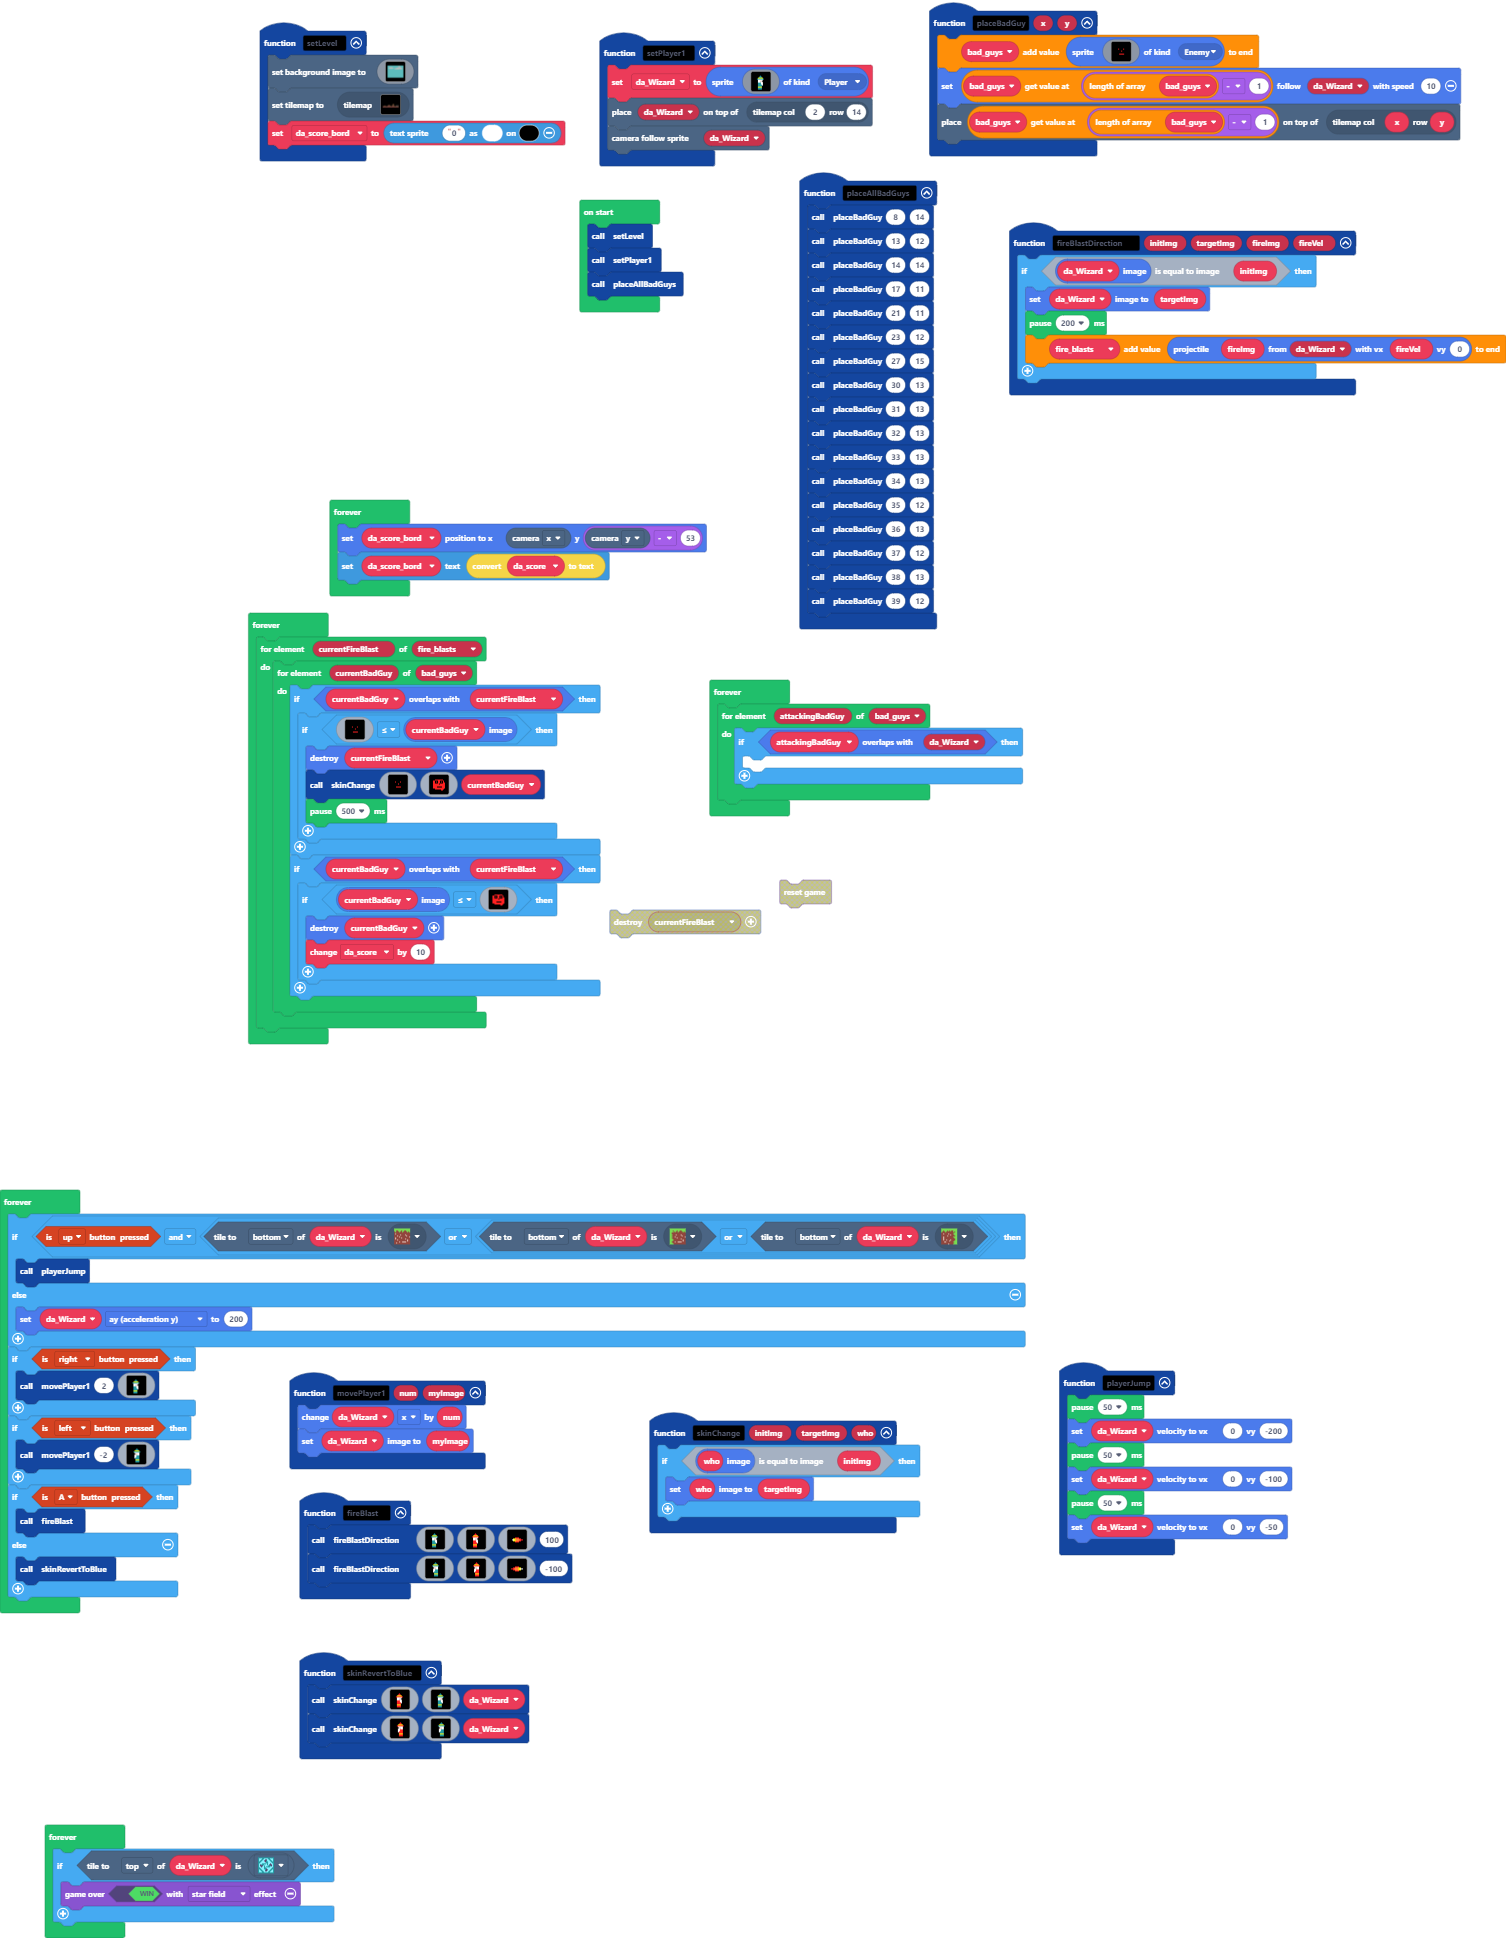 function setLevel
set background image to
set tilemap to tilemap
set da_score_bord to text sprite "0" as on
function setPlayer1
set da_Wizard to sprite of kind Player
place da_Wizard on top of tilemap col 2 row 14
camera follow sprite da_Wizard
function placeBadGuy x y
bad_guys add value sprite of kind Enemy to end
set bad_guys get value at length of array bad_guys - 1 follow da_Wizard with speed 10
place bad_guys get value at length of array bad_guys - 1 on top of tilemap col x row y
on start
call setLevel
call setPlayer1
call placeAllBadGuys
function placeAllBadGuys
call placeBadGuy 8 14
call placeBadGuy 13 12
call placeBadGuy 14 14
call placeBadGuy 17 11
call placeBadGuy 21 11
call placeBadGuy 23 12
call placeBadGuy 27 15
call placeBadGuy 30 13
call placeBadGuy 31 13
call placeBadGuy 32 13
call placeBadGuy 33 13
call placeBadGuy 34 13
call placeBadGuy 35 12
call placeBadGuy 36 13
call placeBadGuy 37 12
call placeBadGuy 38 13
call placeBadGuy 39 12
function fireBlastDirection initImg targetImg fireImg fireVel
if da_Wizard image is equal to image initImg then
set da_Wizard image to targetImg
pause 200 ms
fire_blasts add value projectile fireImg from da_Wizard with vx fireVel vy 0 to end
forever
set da_score_bord position to x camera x y camera y - 53
set da_score_bord text convert da_score to text
forever
for element currentFireBlast of fire_blasts
do for element currentBadGuy of bad_guys
do if currentBadGuy overlaps with currentFireBlast then
if ≤ currentBadGuy image then
destroy currentFireBlast
call skinChange currentBadGuy
pause 500 ms
if currentBadGuy overlaps with currentFireBlast then
if currentBadGuy image ≤ then
destroy currentBadGuy
change da_score by 10
forever
for element attackingBadGuy of bad_guys
do if attackingBadGuy overlaps with da_Wizard then
reset game
destroy currentFireBlast
forever
if is up button pressed and tile to bottom of da_Wizard is or tile to bottom of da_Wizard is or tile to bottom of da_Wizard is then
call playerJump
else
set da_Wizard ay (acceleration y) to 200
if is right button pressed then
call movePlayer1 2
if is left button pressed then
call movePlayer1 -2
if is A button pressed then
call fireBlast
else
call skinRevertToBlue
function movePlayer1 num myImage
change da_Wizard x by num
set da_Wizard image to myImage
function fireBlast
call fireBlastDirection 100
call fireBlastDirection -100
function skinChange initImg targetImg who
if who image is equal to image initImg then
set who image to targetImg
function playerJump
pause 50 ms
set da_Wizard velocity to vx 0 vy -200
pause 50 ms
set da_Wizard velocity to vx 0 vy -100
pause 50 ms
set da_Wizard velocity to vx 0 vy -50
function skinRevertToBlue
call skinChange da_Wizard
call skinChange da_Wizard
forever
if tile to top of da_Wizard is then
game over WIN with star field effect